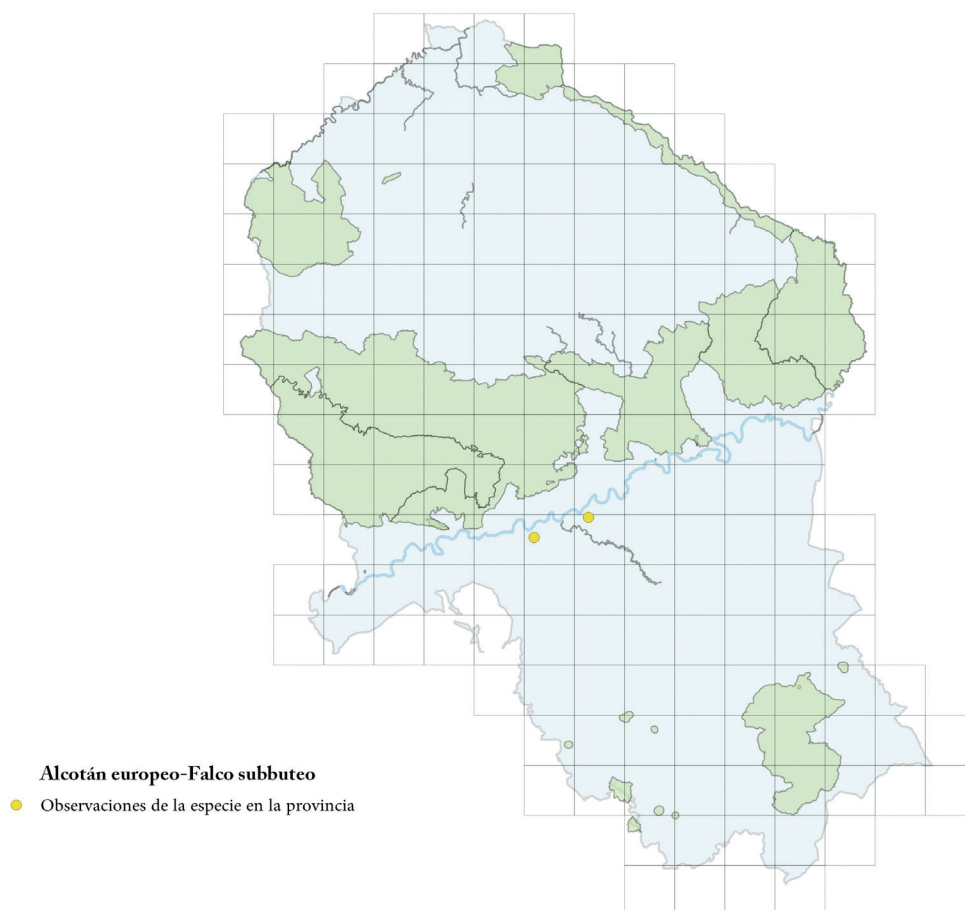 Alcotán europeo-Falco subbuteo
Observaciones de la especie en la provincia